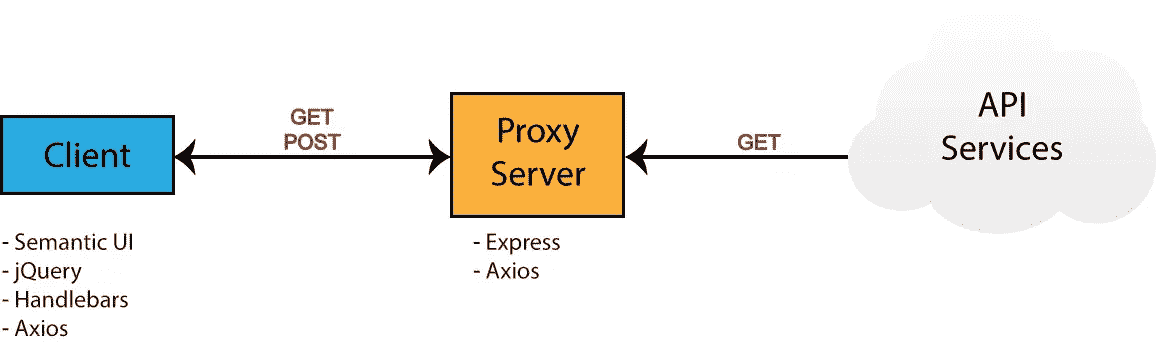 Client
GET
POST
Proxy
Server
GET
API
Services
- Semantic UI
- jQuery
- Handlebars
- Axios
- Express
- Axios